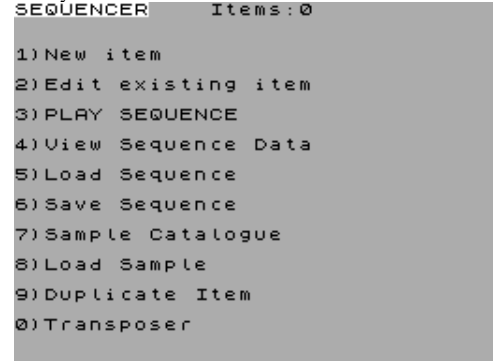 SEQUENCER Items:0
1)New item
2)Edit existing item
3)PLAY SEQUENCE
4)View Sequence Data
5)Load Sequence
6)Save Sequence
7)Sample Catalogue
8)Load Sample
9)Duplicate Item
0)Transposer